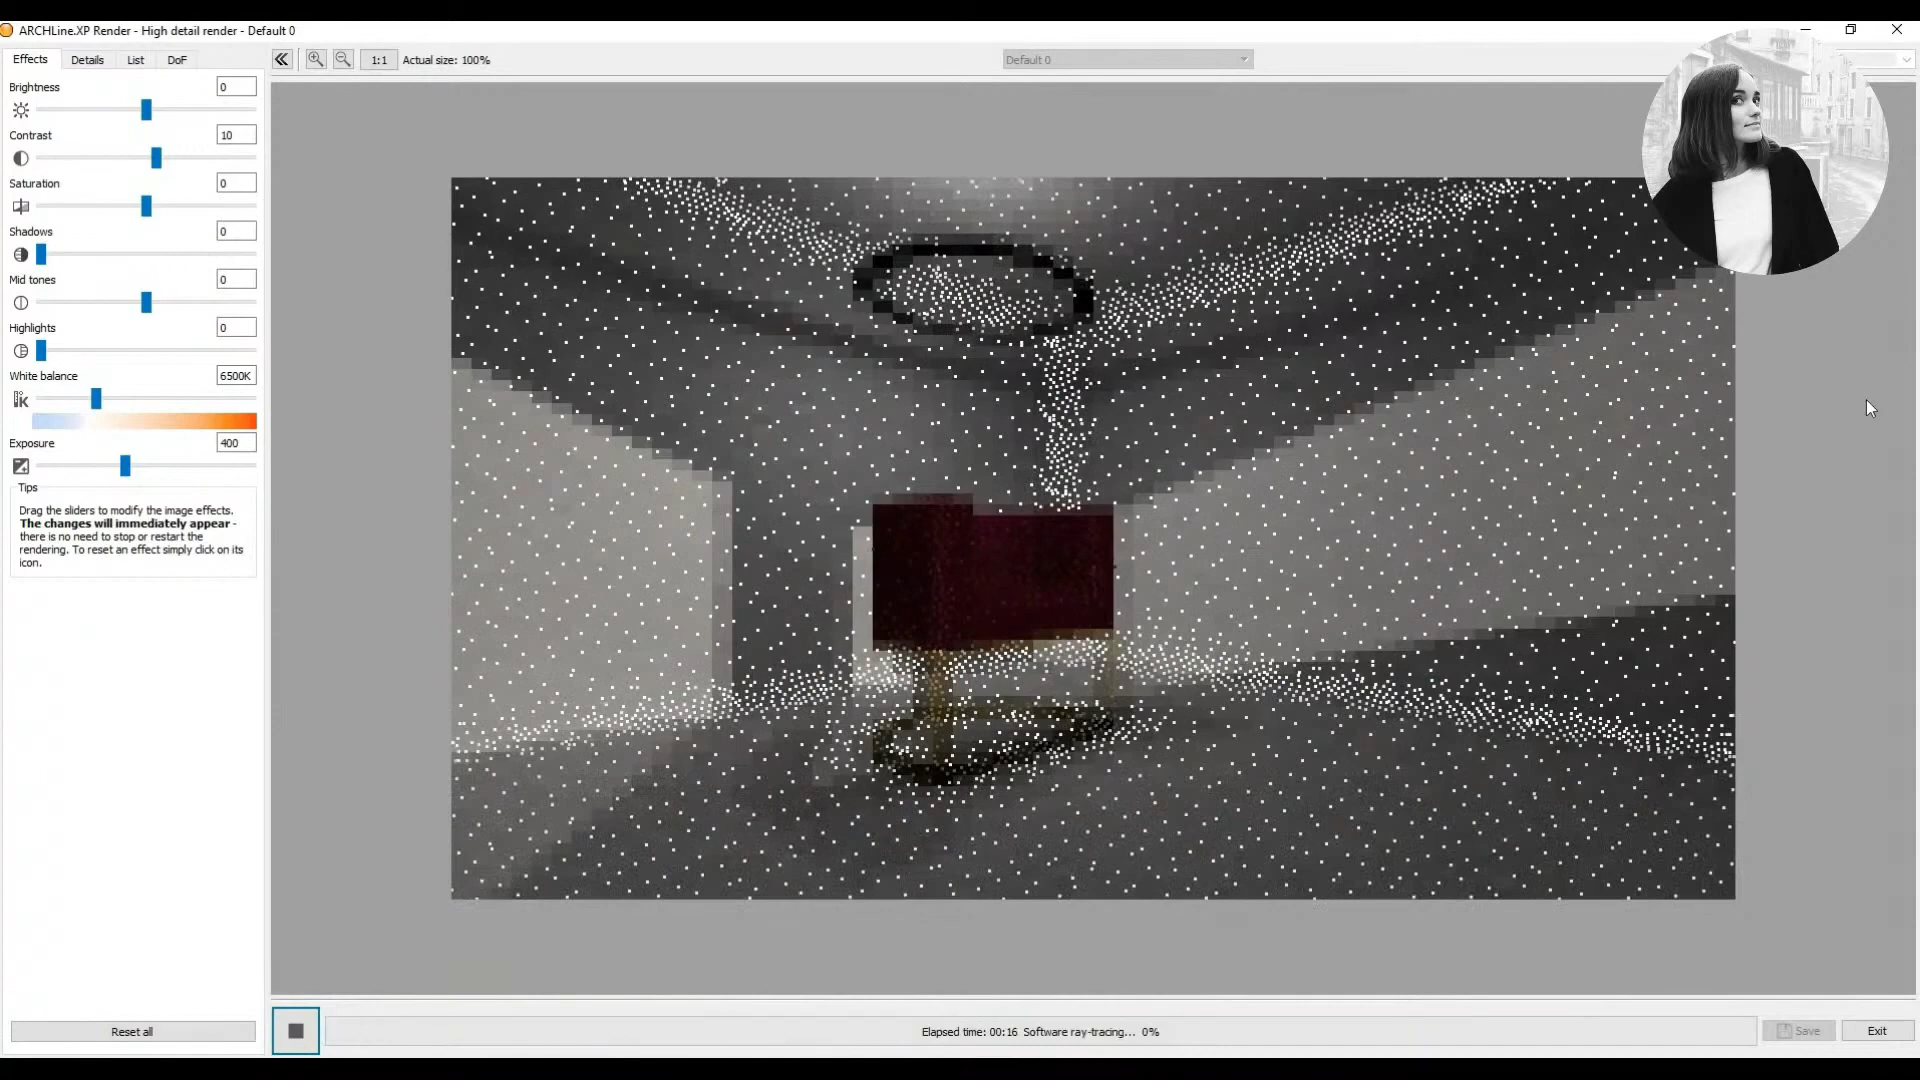 ARCHLine.XP Render - High detail render - Default 0
Effects Details List DoF
1:1 Actual size: 100%
Default 0
Brightness 0
Contrast 10
Saturation 0
Shadows 0
Mid tones 0
Highlights 0
White balance 6500K
K
Exposure 400
Tips
Drag the sliders to modify the image effects.
The changes will immediately appear -
there is no need to stop or restart the
rendering. To reset an effect simply click on its
icon.
Reset all
Elapsed time: 00:16 Software ray-tracing... 0%
Save Exit